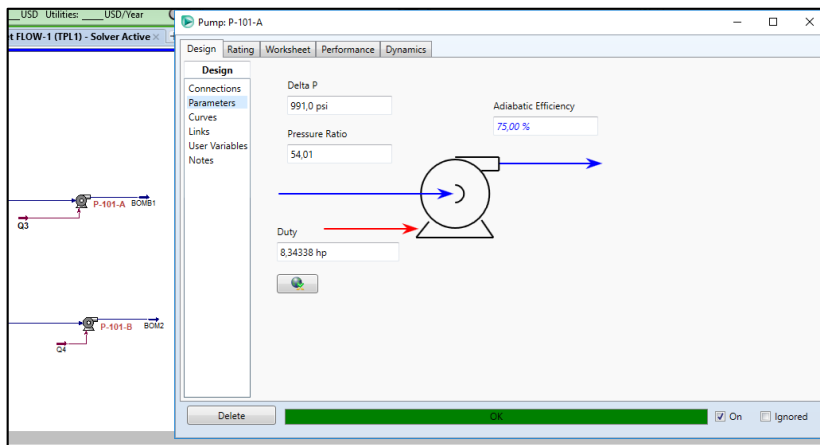 USD Utilities: ____USD/Year
Pump: P-101-A
t FLOW-1 (TPL1) - Solver Active
Design Rating Worksheet Performance Dynamics
Design
Connections
Parameters
Curves
Links
User Variables
Notes
Delta P
991,0 psi
Pressure Ratio
54,01
Adiabatic Efficiency
75,00 %
Duty
8,34338 hp
P-101-A
BOMB1
Q3
P-101-B
BOM2
Q4
Delete
OK
On
Ignored